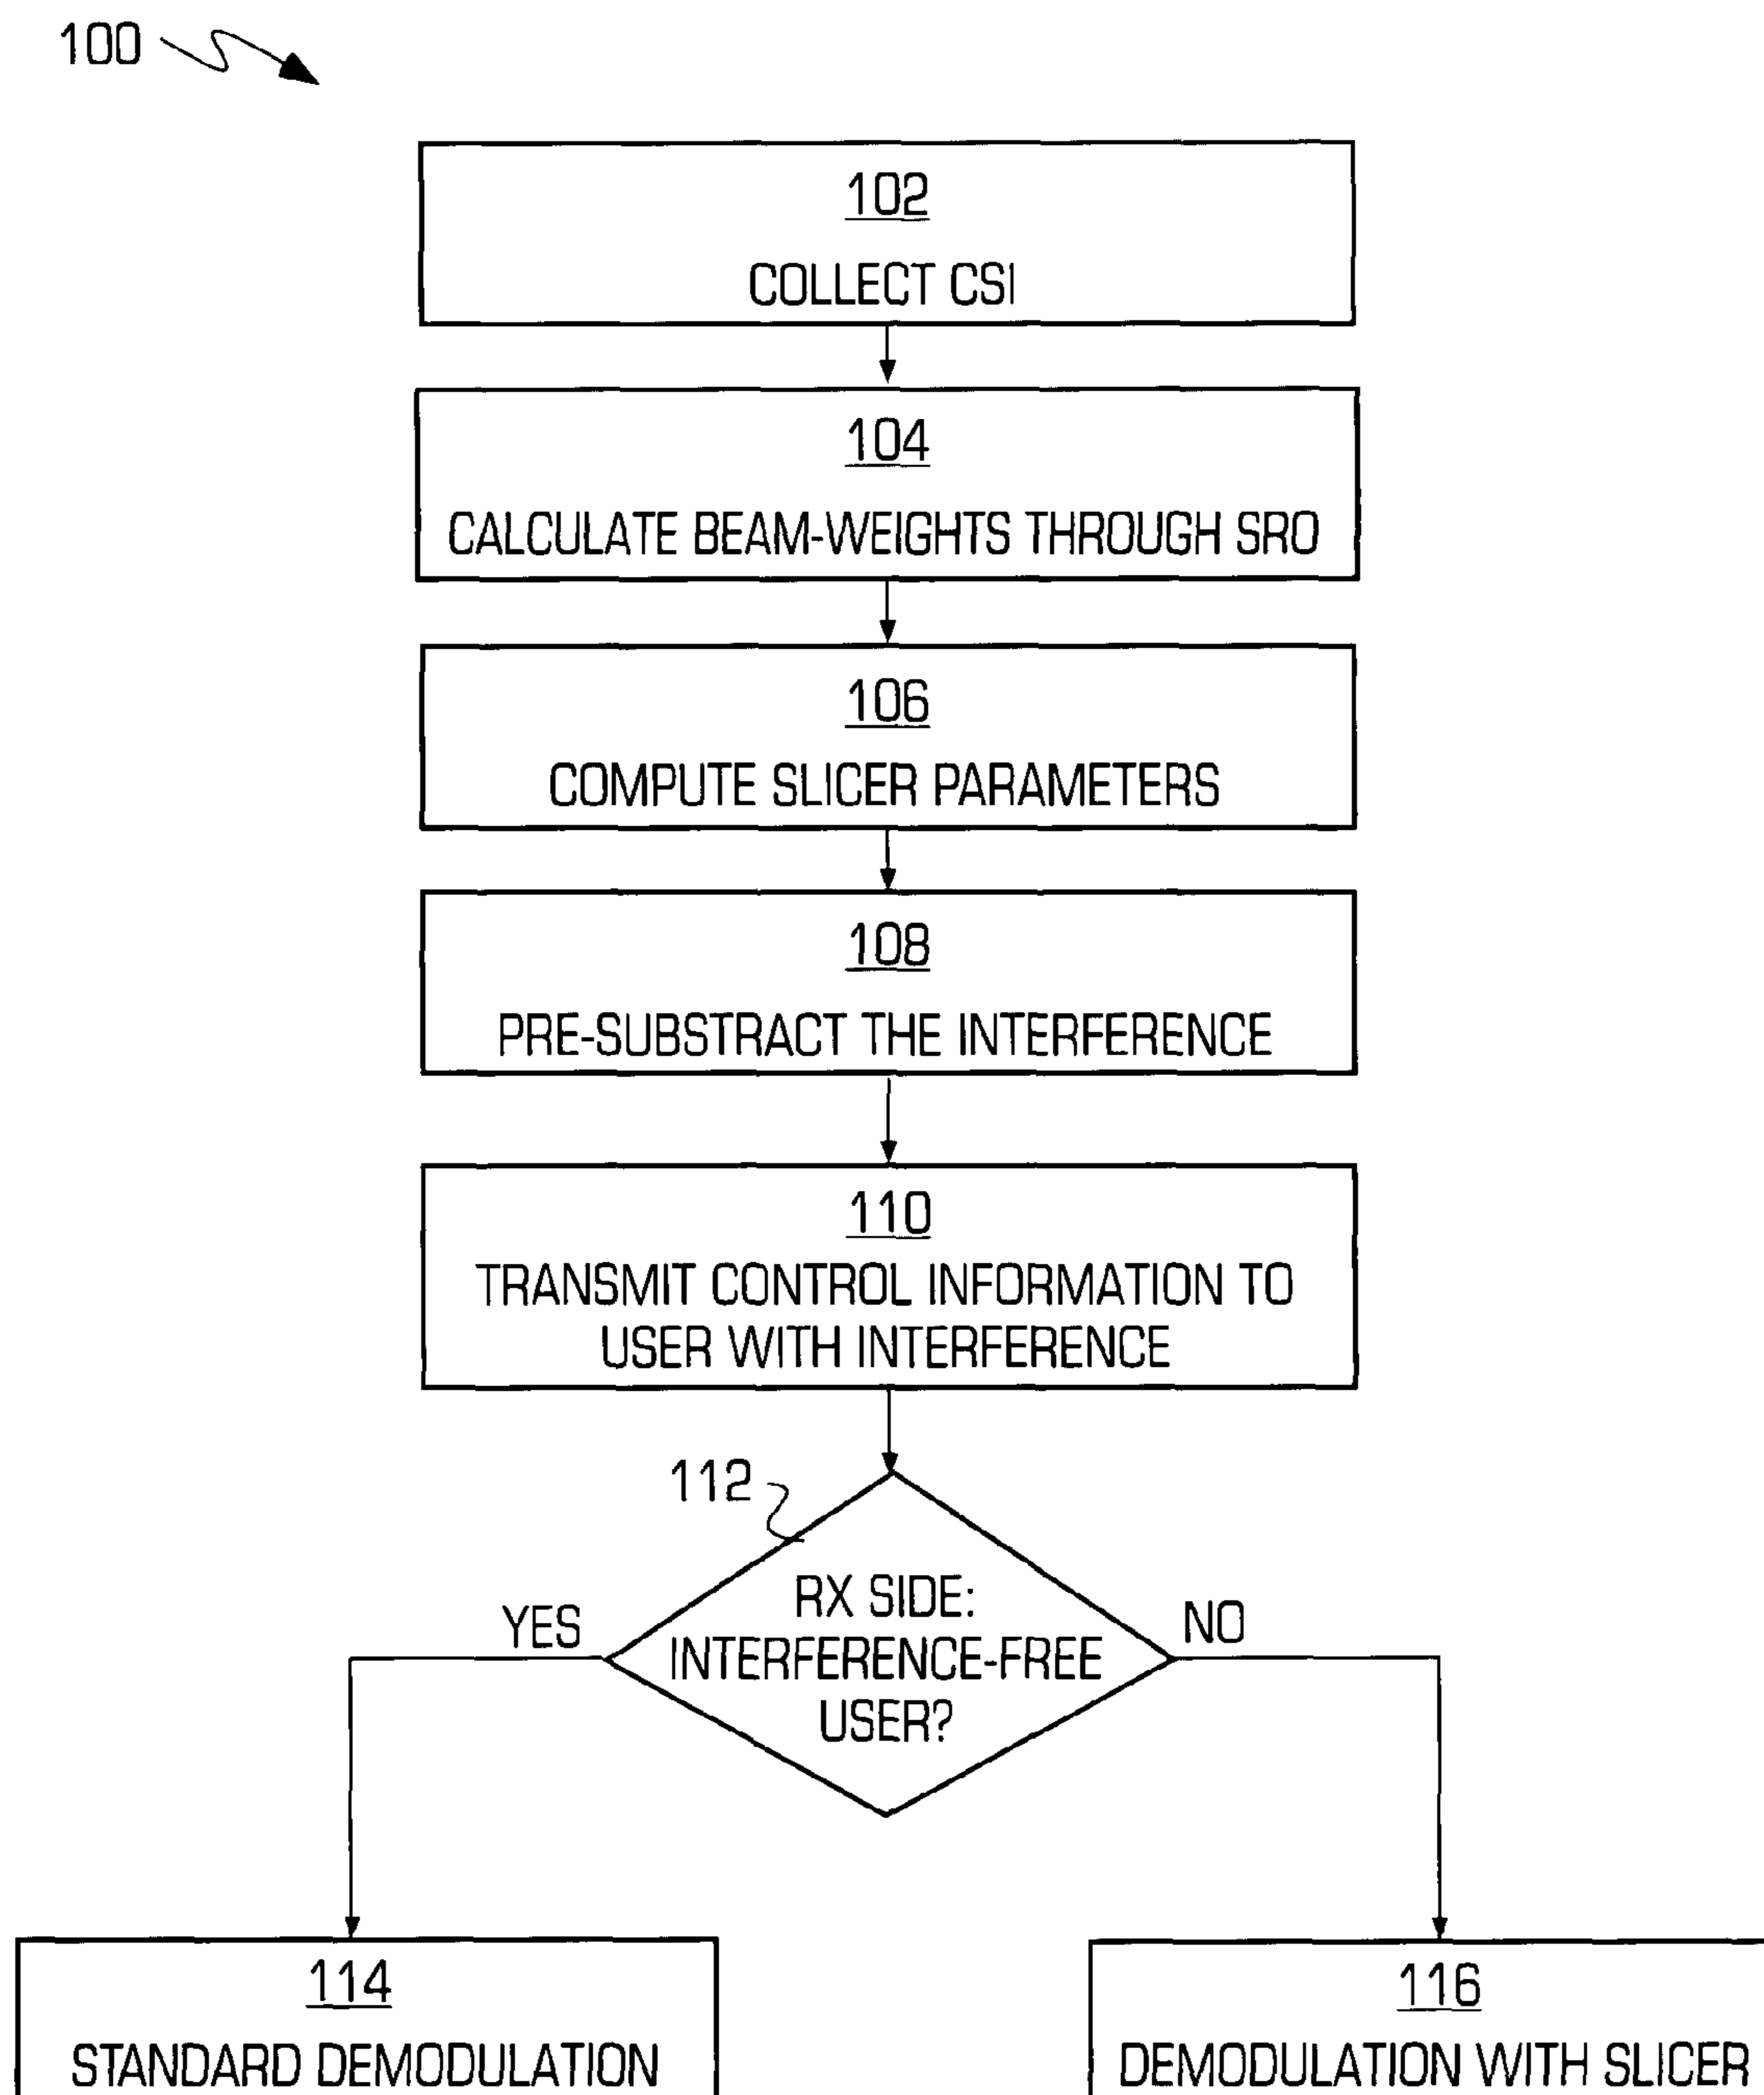 100
102
COLLECT CSI
104
CALCULATE BEAM-WEIGHTS THROUGH SRO
106
COMPUTE SLICER PARAMETERS
108
PRE-SUBSTRACT THE INTERFERENCE
110
TRANSMIT CONTROL INFORMATION TO
USER WITH INTERFERENCE
112
RX SIDE:
INTERFERENCE-FREE
USER?
YES
NO
114
STANDARD DEMODULATION
116
DEMODULATION WITH SLICER